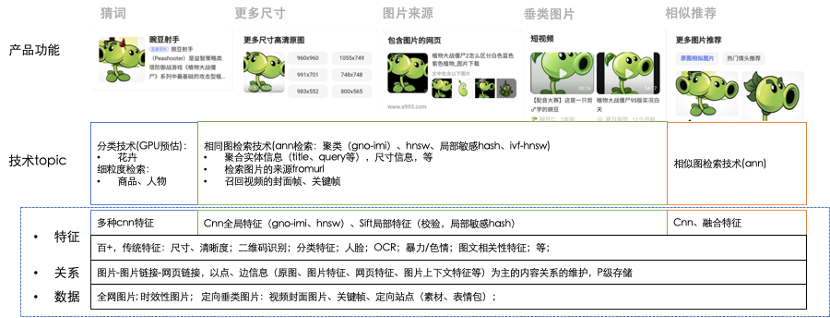 猜词 更多尺寸 图片来源 垂类图片 相似推荐
产品功能
豌豆射手
豌豆射手
(Peashooter) 是益智策略类
塔防御战游戏《植物大战僵
尸》系列中最基础的攻击型植...
更多尺寸高清原图
960x960 1055x749
991x701 748x748
983x552 800x565
包含图片的网页
植物大战僵尸2怎么区分白色蓝色
紫色植物_图片下载
文中包含以下图片
www.e993.com
短视频
【配音大赛】这是一只营
植物大战僵尸95版实况白
天
更多图片推荐
原图相似图片 热门情头推荐
技术topic
分类技术(GPU预估)：
• 花卉
细粒度检索：
• 商品、人物
相同图检索技术(ann检索：聚类（gno-imi）、hnsw、局部敏感hash、ivf-hnsw)
• 聚合实体信息（title、query等），尺寸信息，等
• 检索图片的来源fromurl
• 召回视频的封面帧、关键帧
相似图检索技术(ann)
• 特征
多种cnn特征
Cnn全局特征（gno-imi、hnsw）、Sift局部特征（校验，局部敏感hash）
Cnn、融合特征
百+，传统特征：尺寸、清晰度；二维码识别；分类特征；人脸；OCR；暴力/色情；图文相关性特征；等；
• 关系
图片-图片链接-网页链接，以点、边信息（原图、图片特征、网页特征、图片上下文特征等）为主的内容关系的维护，P级存储
• 数据
全网图片；时效性图片； 定向垂类图片：视频封面图片、关键帧、定向站点（素材、表情包）；